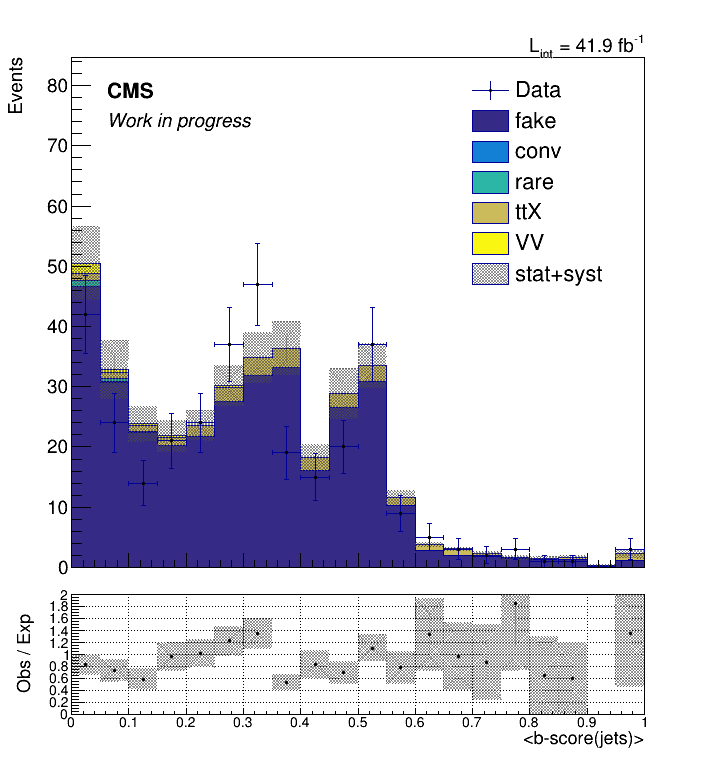 L_int = 41.9 fb^-1
Events
CMS
Work in progress
Data
fake
conv
rare
ttX
VV
stat+syst
80
70
60
50
40
30
20
10
0
Obs / Exp
2
1.8
1.6
1.4
1.2
1
0.8
0.6
0.4
0.2
0
0 0.1 0.2 0.3 0.4 0.5 0.6 0.7 0.8 0.9 1
<b-score(jets)>